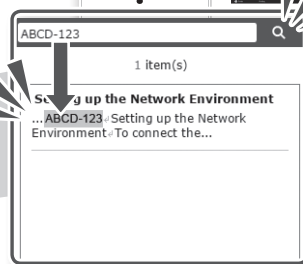 ABCD-123
1 item(s)
Setting up the Network Environment
...ABCD-123↵Setting up the Network
Environment↵To connect the...